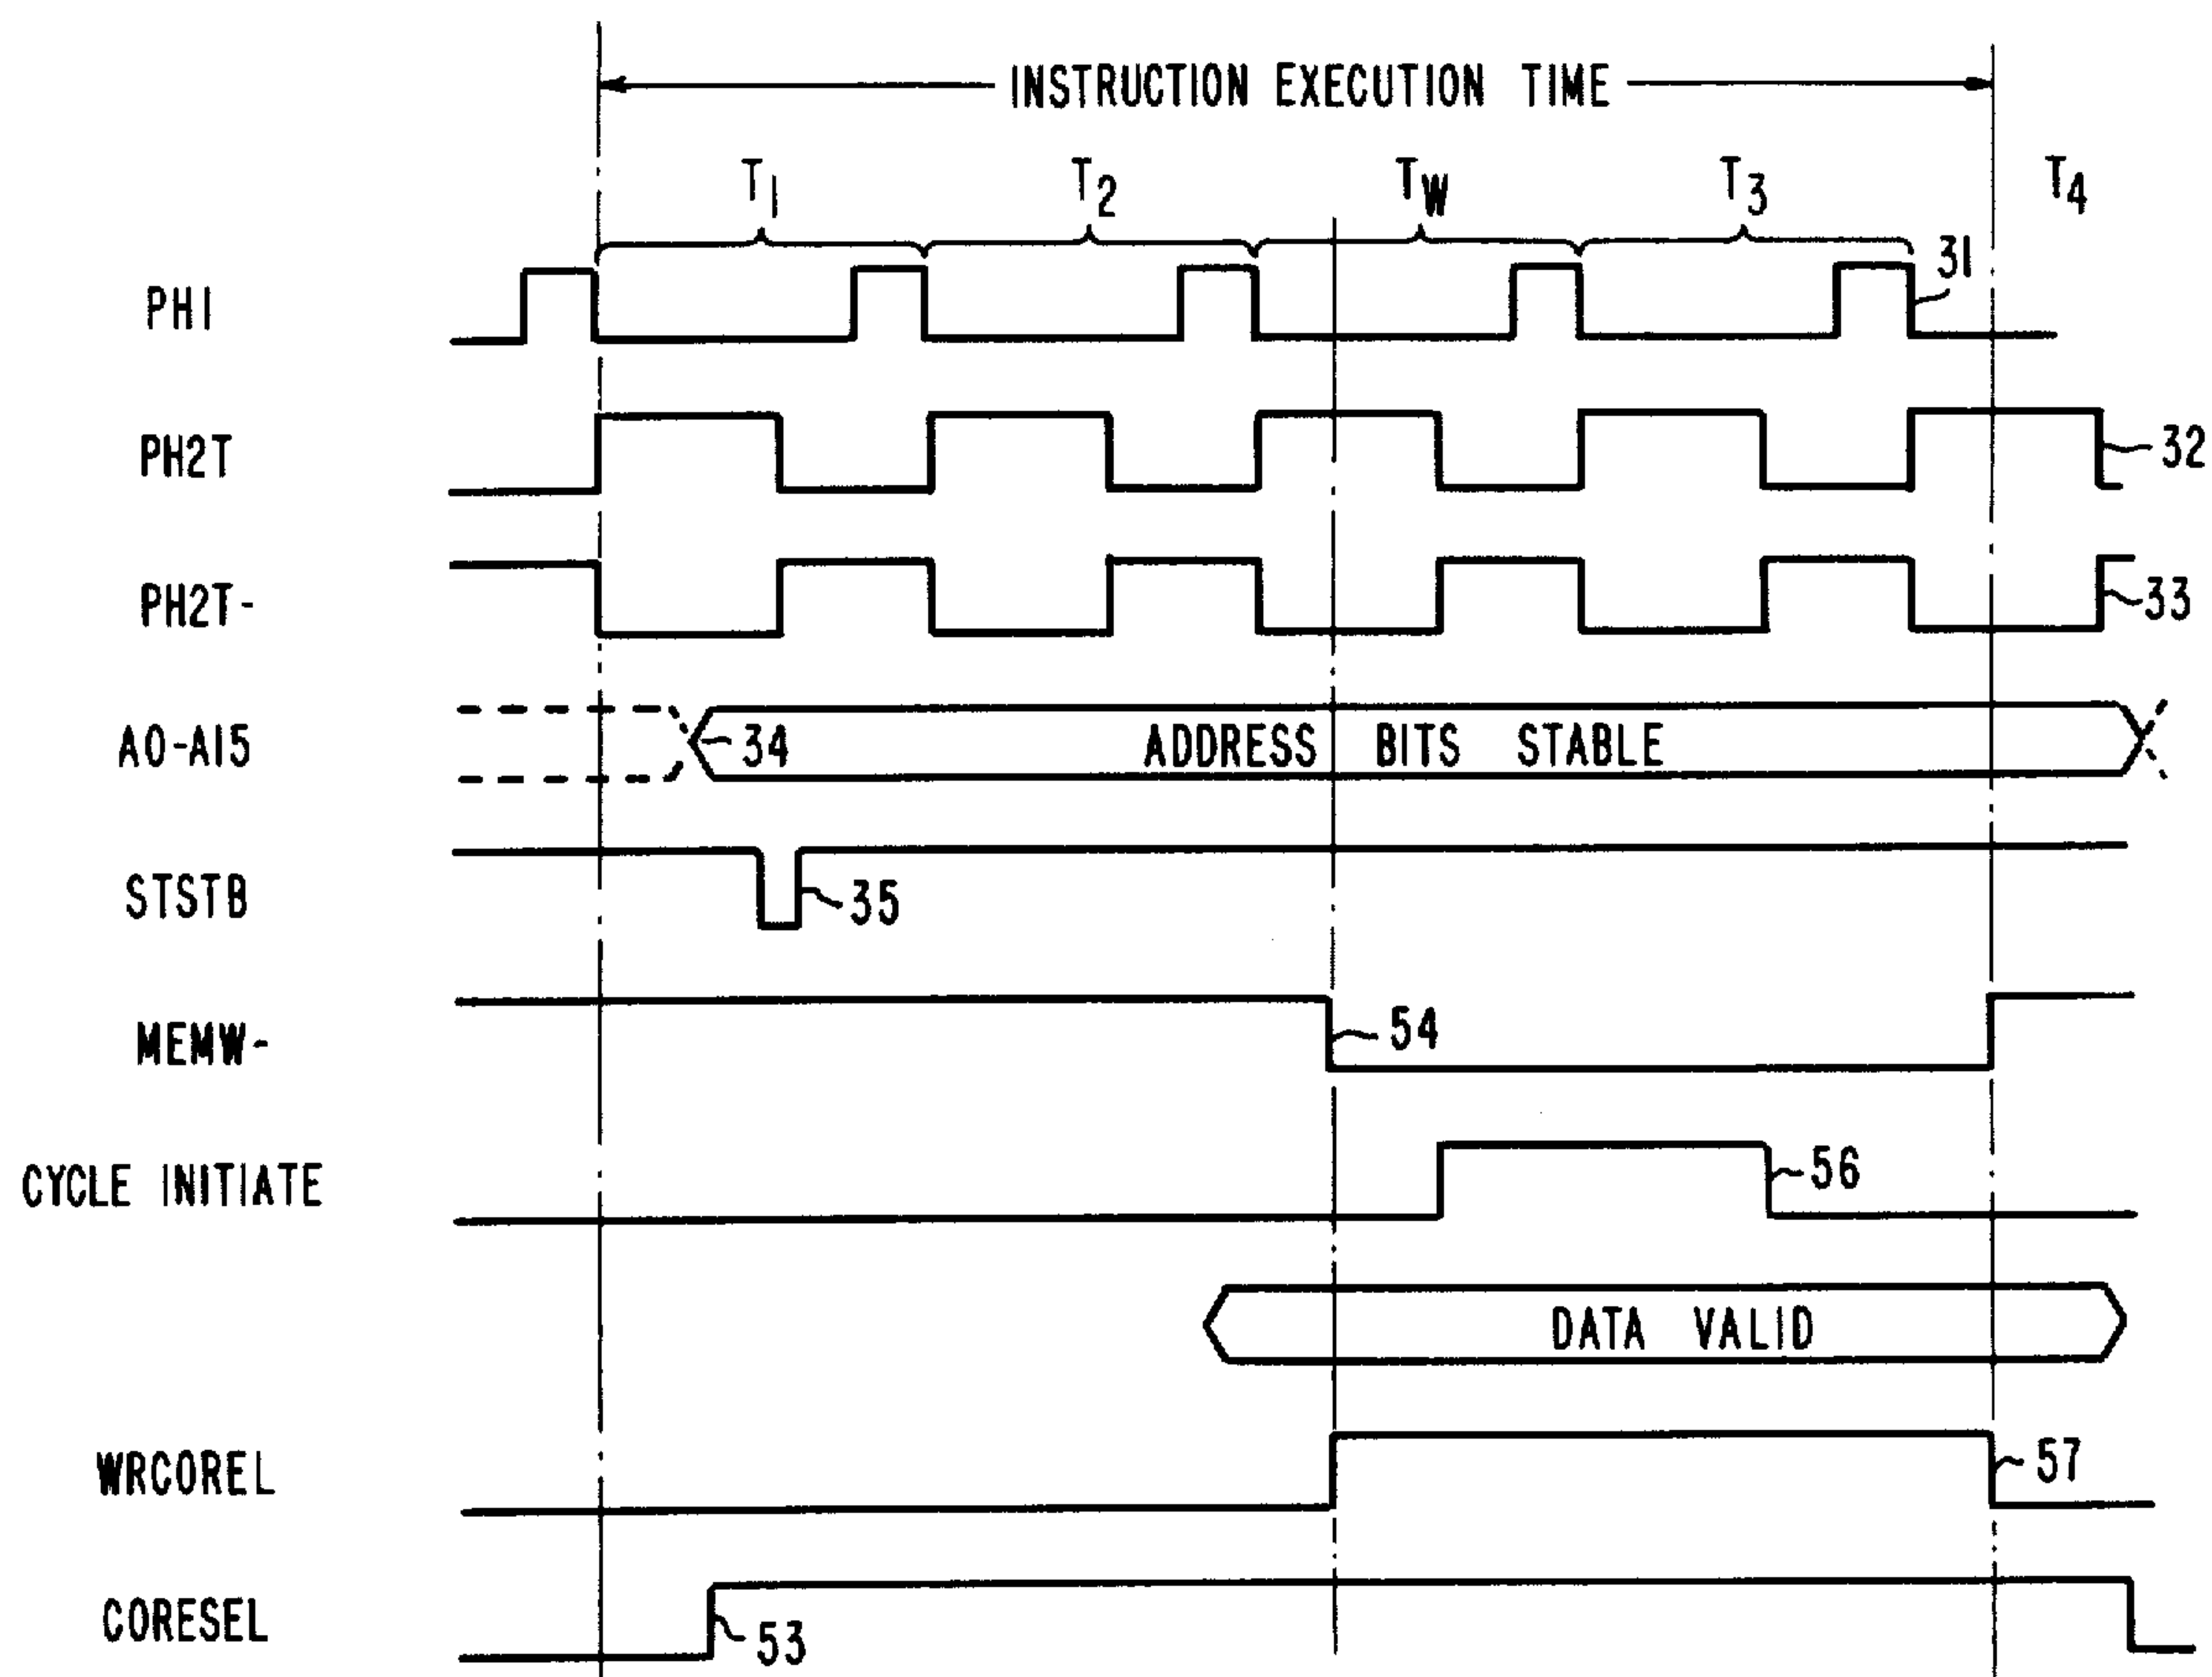 INSTRUCTION EXECUTION TIME
T1 T2 TW T3 T4
PH1 31
PH2T 32
PH2T- 33
A0-A15 34 ADDRESS BITS STABLE
STSTB 35
MEMW- 54
CYCLE INITIATE 56
DATA VALID
WRCOREL 57
CORESEL 53